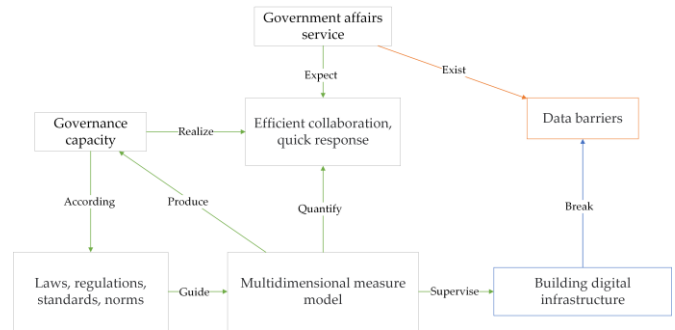 Government affairs
service
Expect
Exist
Governance
capacity
Realize
Efficient collaboration,
quick response
Data barriers
According
Produce
Quantify
Break
Laws, regulations,
standards, norms
Guide
Multidimensional measure
model
Supervise
Building digital
infrastructure